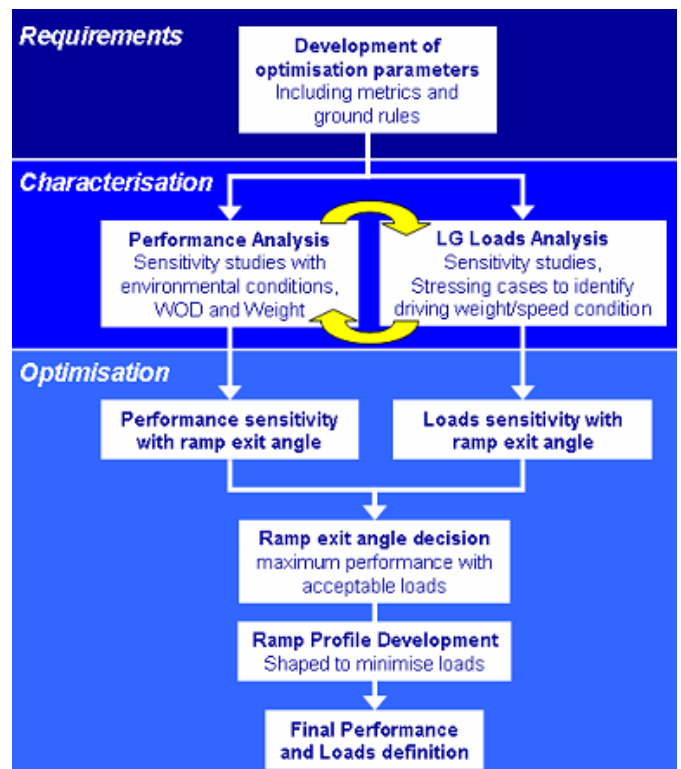 Requirements
Development of
optimisation parameters
Including metrics and
ground rules
Characterisation
Performance Analysis
Sensitivity studies with
environmental conditions,
WOD and Weight
LG Loads Analysis
Sensitivity studies,
Stressing cases to identify
driving weight/speed condition
Optimisation
Performance sensitivity
with ramp exit angle
Loads sensitivity with
ramp exit angle
Ramp exit angle decision
maximum performance with
acceptable loads
Ramp Profile Development
Shaped to minimise loads
Final Performance
and Loads definition